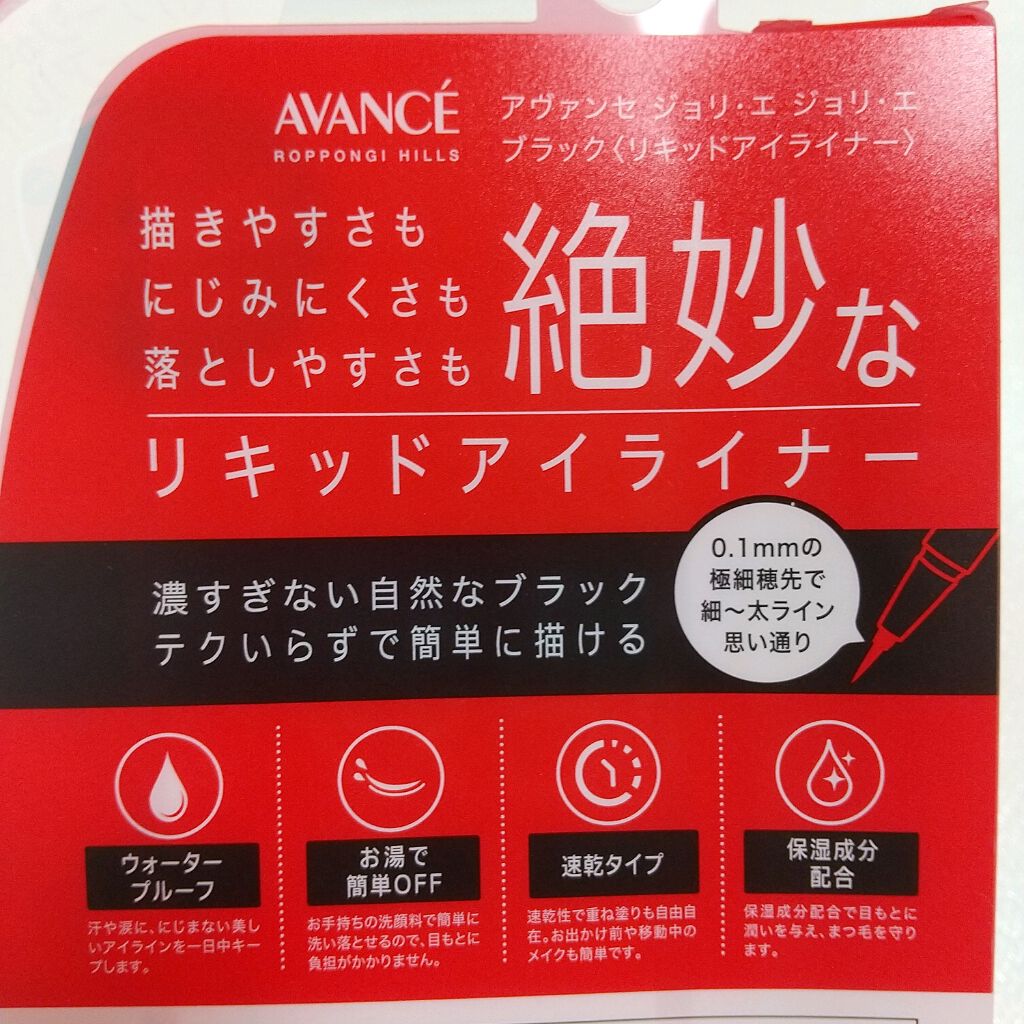 AVANCÉ
ROPPONGI HILLS
アヴァンセ ジョリ・エ ジョリ・エ
ブラック〈リキッドアイライナー〉
描きやすさも
にじみにくさも
落としやすさも
絶妙な
リキッドアイライナー
濃すぎない自然なブラック
テクいらずで簡単に描ける
0.1mmの
極細穂先で
細〜太ライン
思い通り
ウォーター
プルーフ
汗や涙に、にじまない美し
いアイラインを一日中キー
プします。
お湯で
簡単OFF
お手持ちの洗顔料で簡単に
洗い落とせるので、目もとに
負担がかかりません。
速乾タイプ
速乾性で重ね塗りも自由自
在。お出かけ前や移動中の
メイクも簡単です。
保湿成分
配合
保湿成分配合で目もとに
潤いを与え、まつ毛を守り
ます。